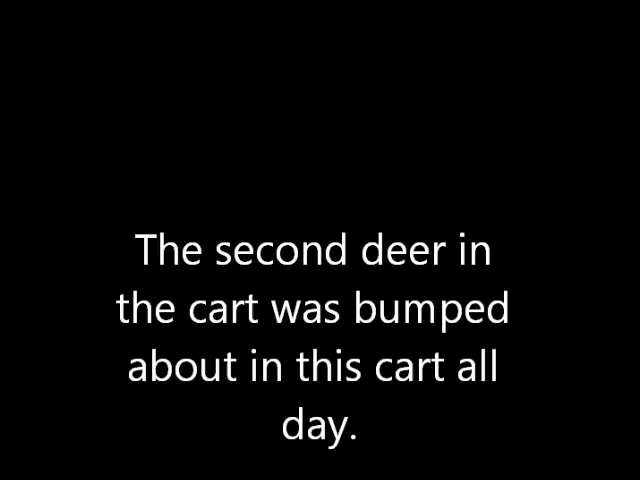 The second deer in
the cart was bumped
about in this cart all
day.